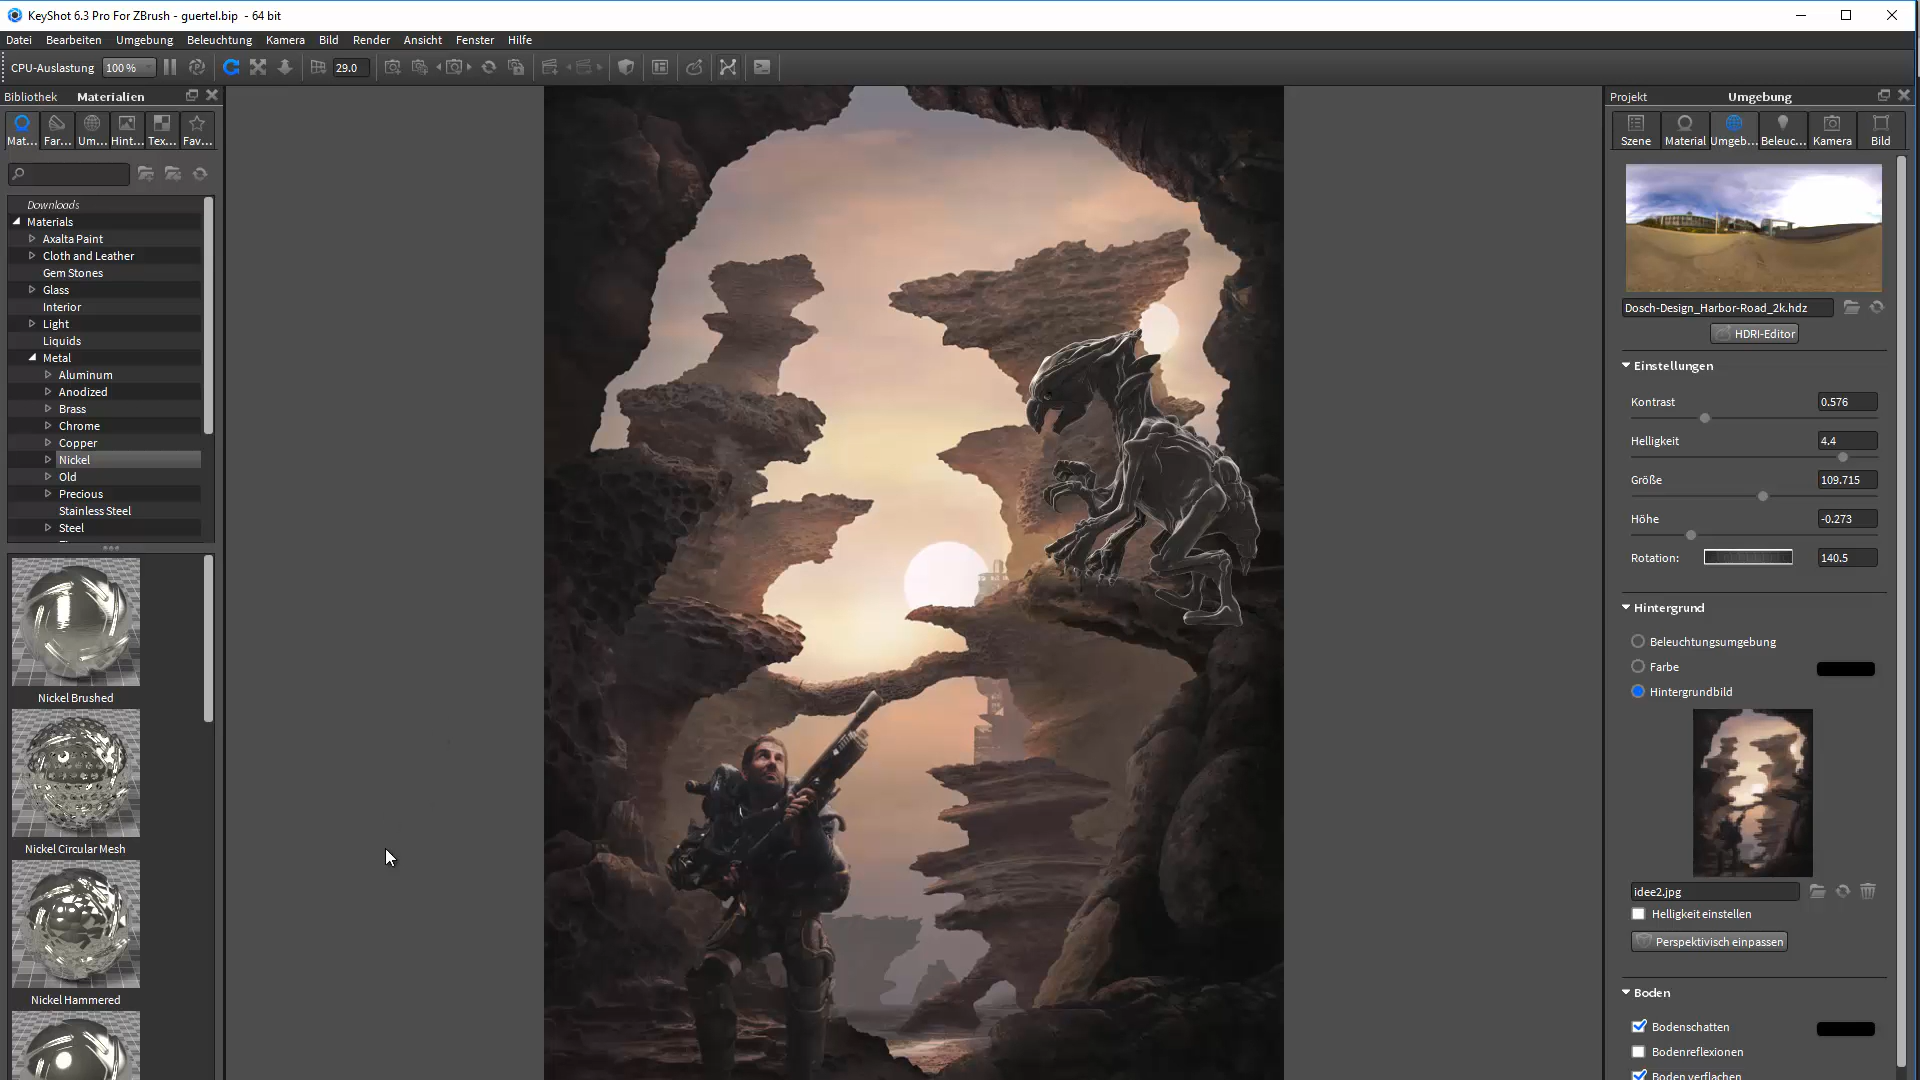 KeyShot 6.3 Pro For ZBrush - guertel.bip - 64 bit
Datei Bearbeiten Umgebung Beleuchtung Kamera Bild Render Ansicht Fenster Hilfe
CPU-Auslastung 100 % 29.0
Bibliothek Materialien
Mat... Far... Um... Hint... Tex... Fav...
Downloads
Materials
Axalta Paint
Cloth and Leather
Gem Stones
Glass
Interior
Light
Liquids
Metal
Aluminum
Anodized
Brass
Chrome
Copper
Nickel
Old
Precious
Stainless Steel
Steel
Nickel Brushed
Nickel Circular Mesh
Nickel Hammered
Projekt Umgebung
Szene Material Umgeb... Beleuc... Kamera Bild
Dosch-Design_Harbor-Road_2k.hdz
HDRI-Editor
Einstellungen
Kontrast 0.576
Helligkeit 4.4
Größe 109.715
Höhe -0.273
Rotation: 140.5
Hintergrund
Beleuchtungsumgebung
Farbe
Hintergrundbild
idee2.jpg
Helligkeit einstellen
Perspektivisch einpassen
Boden
Bodenschatten
Bodenreflexionen
Boden verflachen